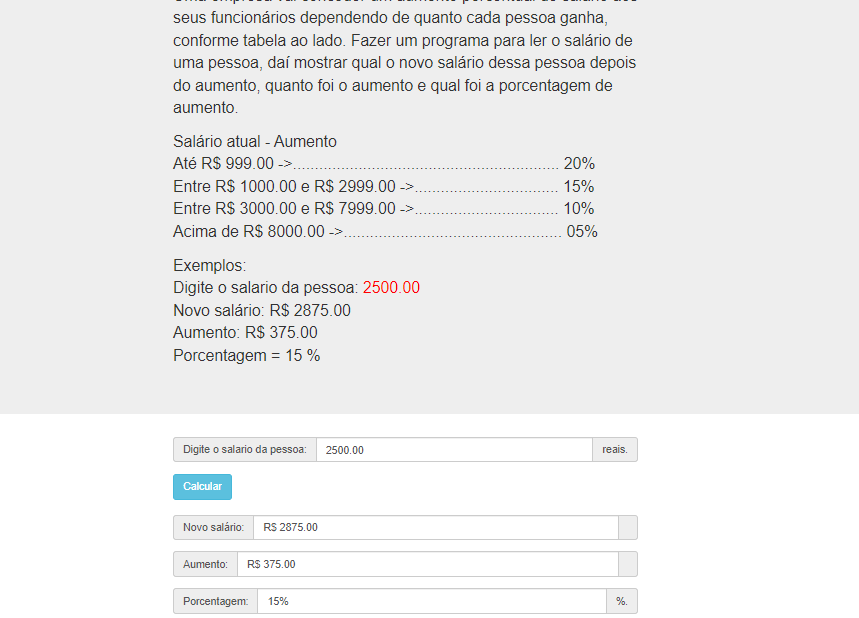 seus funcionários dependendo de quanto cada pessoa ganha,
conforme tabela ao lado. Fazer um programa para ler o salário de
uma pessoa, daí mostrar qual o novo salário dessa pessoa depois
do aumento, quanto foi o aumento e qual foi a porcentagem de
aumento.
Salário atual - Aumento
Até R$ 999.00 ->............................................................ 20%
Entre R$ 1000.00 e R$ 2999.00 ->................................ 15%
Entre R$ 3000.00 e R$ 7999.00 ->................................ 10%
Acima de R$ 8000.00 ->................................................. 05%
Exemplos:
Digite o salario da pessoa: 2500.00
Novo salário: R$ 2875.00
Aumento: R$ 375.00
Porcentagem = 15 %
Digite o salario da pessoa: 2500.00 reais.
Calcular
Novo salário: R$ 2875.00
Aumento: R$ 375.00
Porcentagem: 15% %.